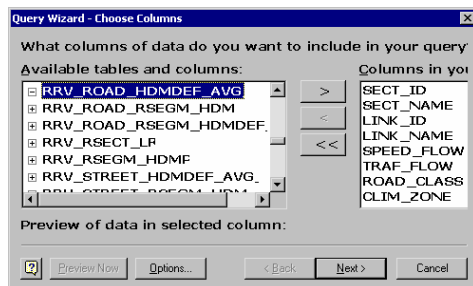 Query Wizard - Choose Columns
What columns of data do you want to include in your query
Available tables and columns:
Columns in you
RRV_ROAD_HDMDEF_AVG
RRV_ROAD_RSEGM_HDM
RRV_ROAD_RSEGM_HDMDEF_
RRV_RSECT_LR
RRV_RSEGM_HDMF
RRV_STREET_HDMDEF_AVG_
>
<
<<
SECT_ID
SECT_NAME
LINK_ID
LINK_NAME
SPEED_FLOW
TRAF_FLOW
ROAD_CLASS
CLIM_ZONE
Preview of data in selected column:
?
Preview Now
Options...
< Back
Next >
Cancel